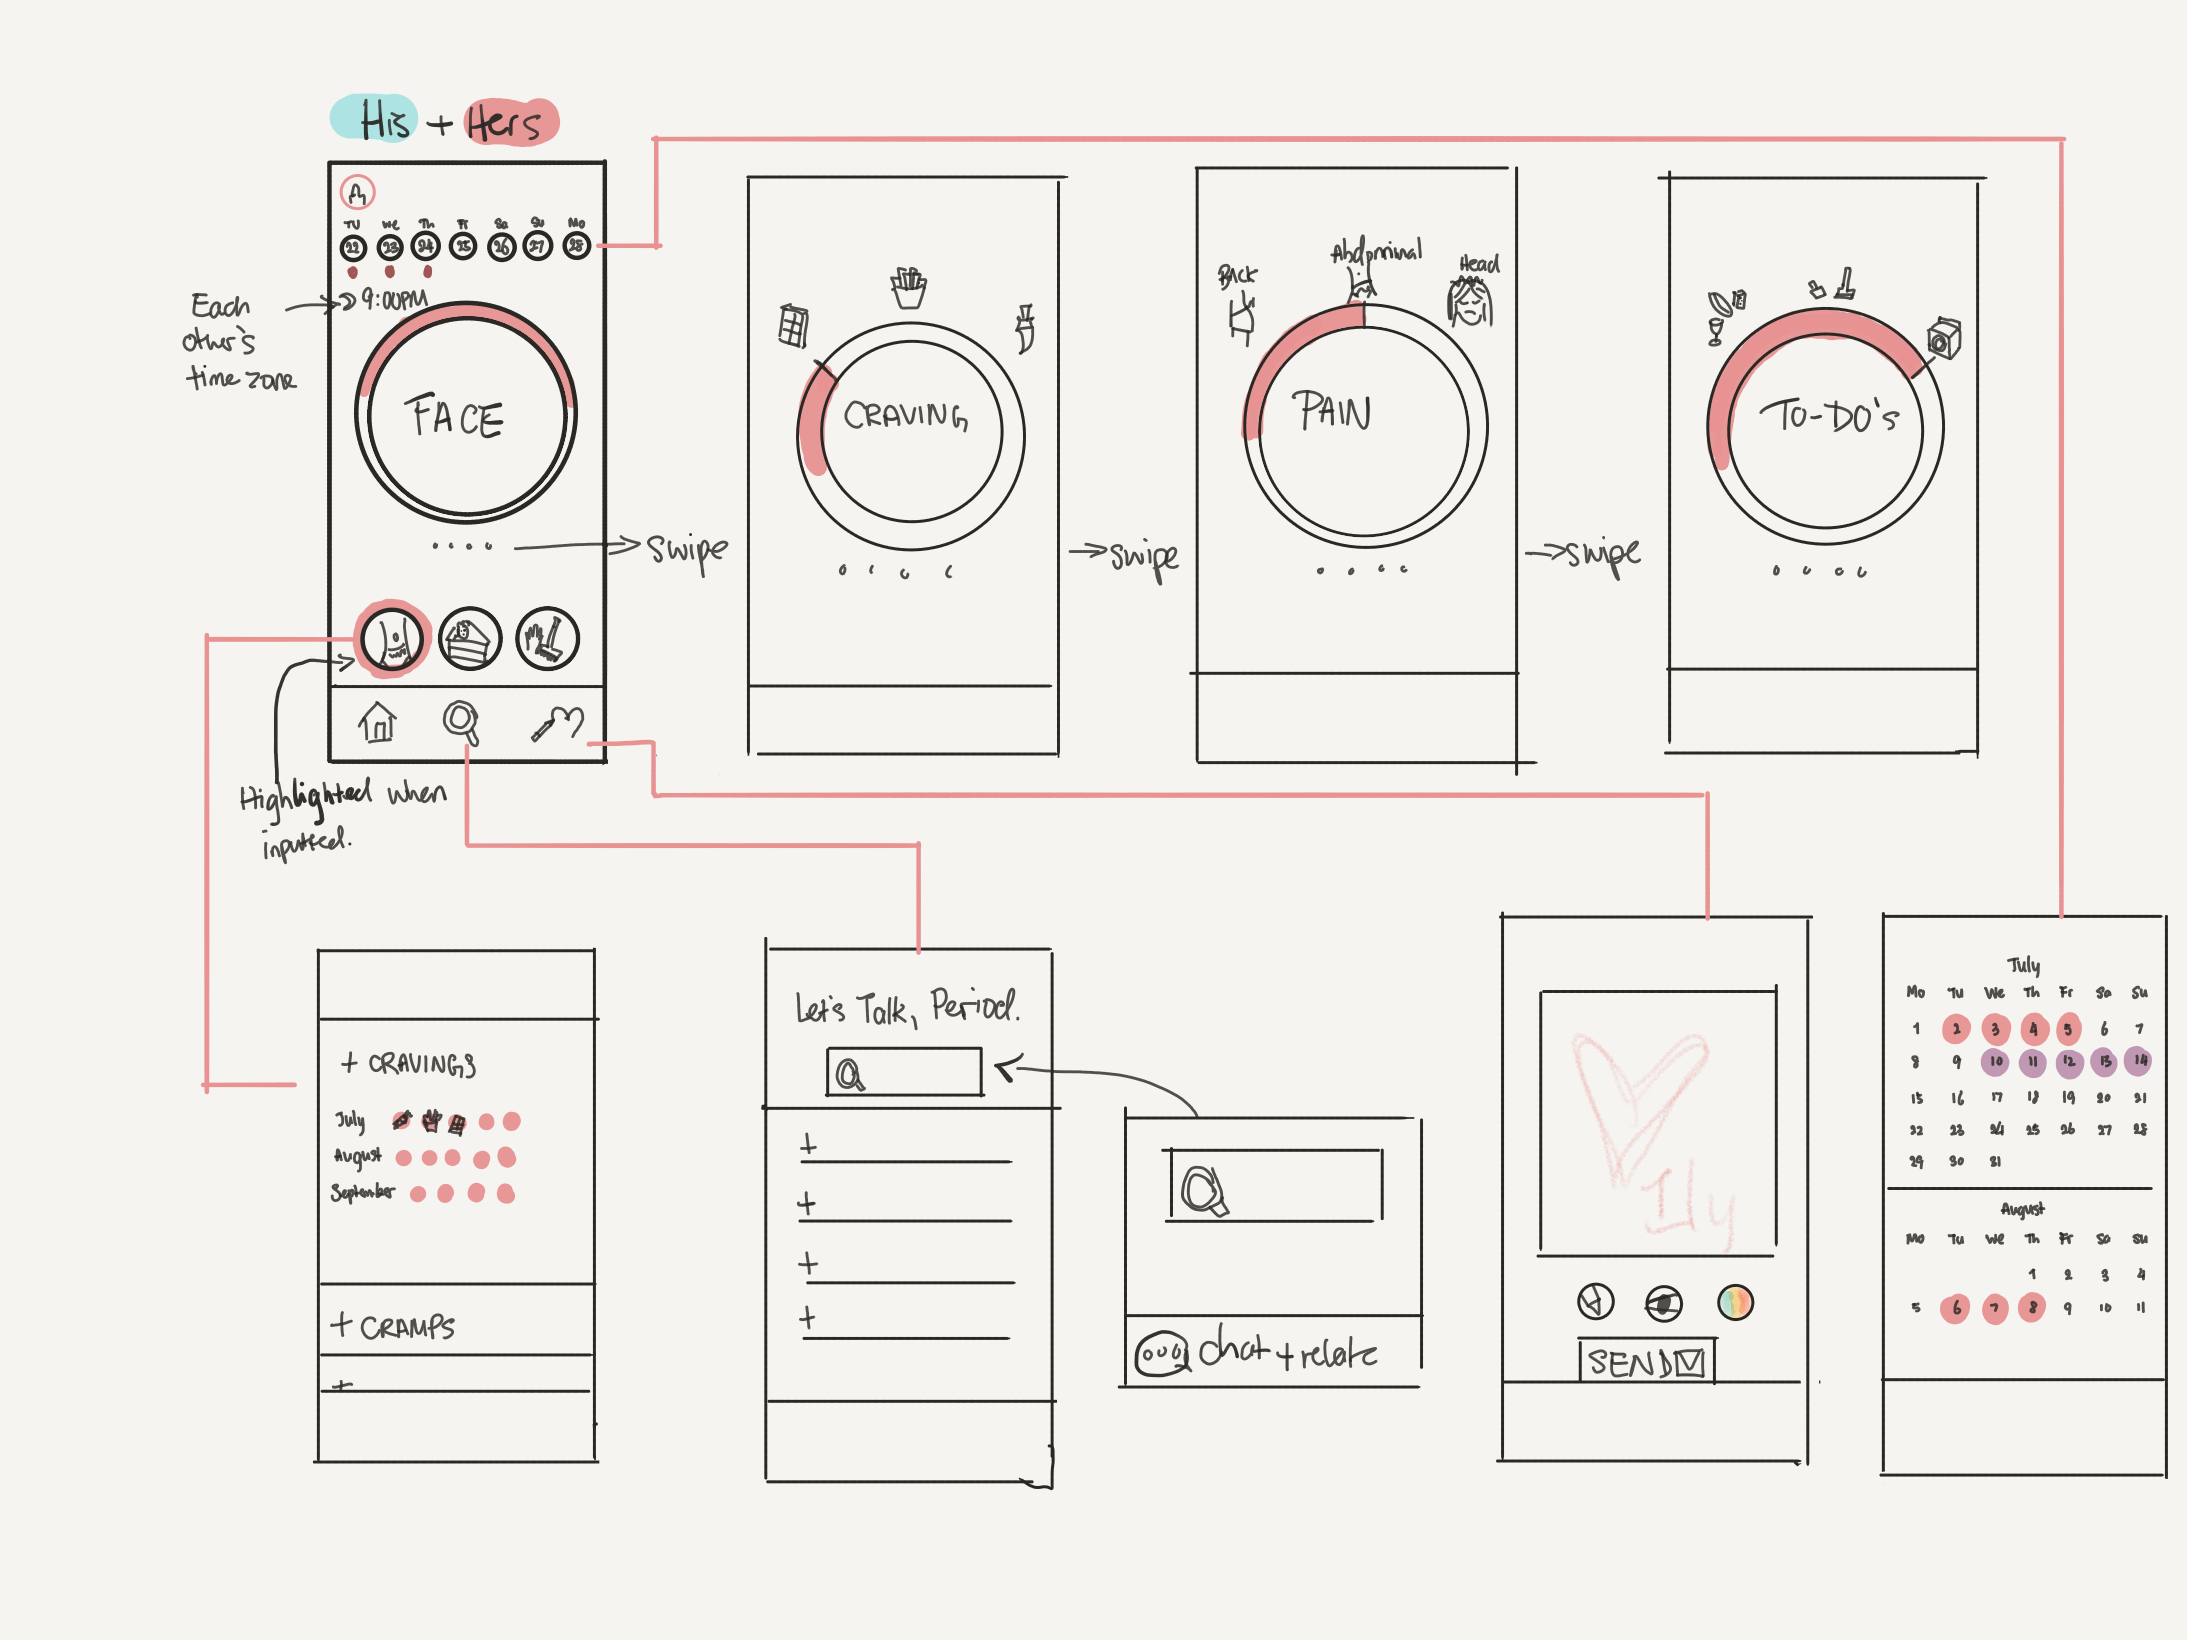 His + Hers
Tu We Th Fr Sa Su Mo
22 23 24 25 26 27 28
9:00PM
Each
other's
time zone
FACE
swipe
CRAVING
swipe
Back Abdominal Head
PAIN
swipe
TO-DO's
Highlighted when
inputted.
+ CRAVINGS
July
August
September
+ CRAMPS
+
Let's Talk, Period.
+
+
+
+
chat + relate
Ily
SEND
July
Mo Tu We Th Fr Sa Su
1 2 3 4 5 6 7
8 9 10 11 12 13 14
15 16 17 18 19 20 21
22 23 24 25 26 27 28
29 30 31
August
Mo Tu We Th Fr Sa Su
1 2 3 4
5 6 7 8 9 10 11